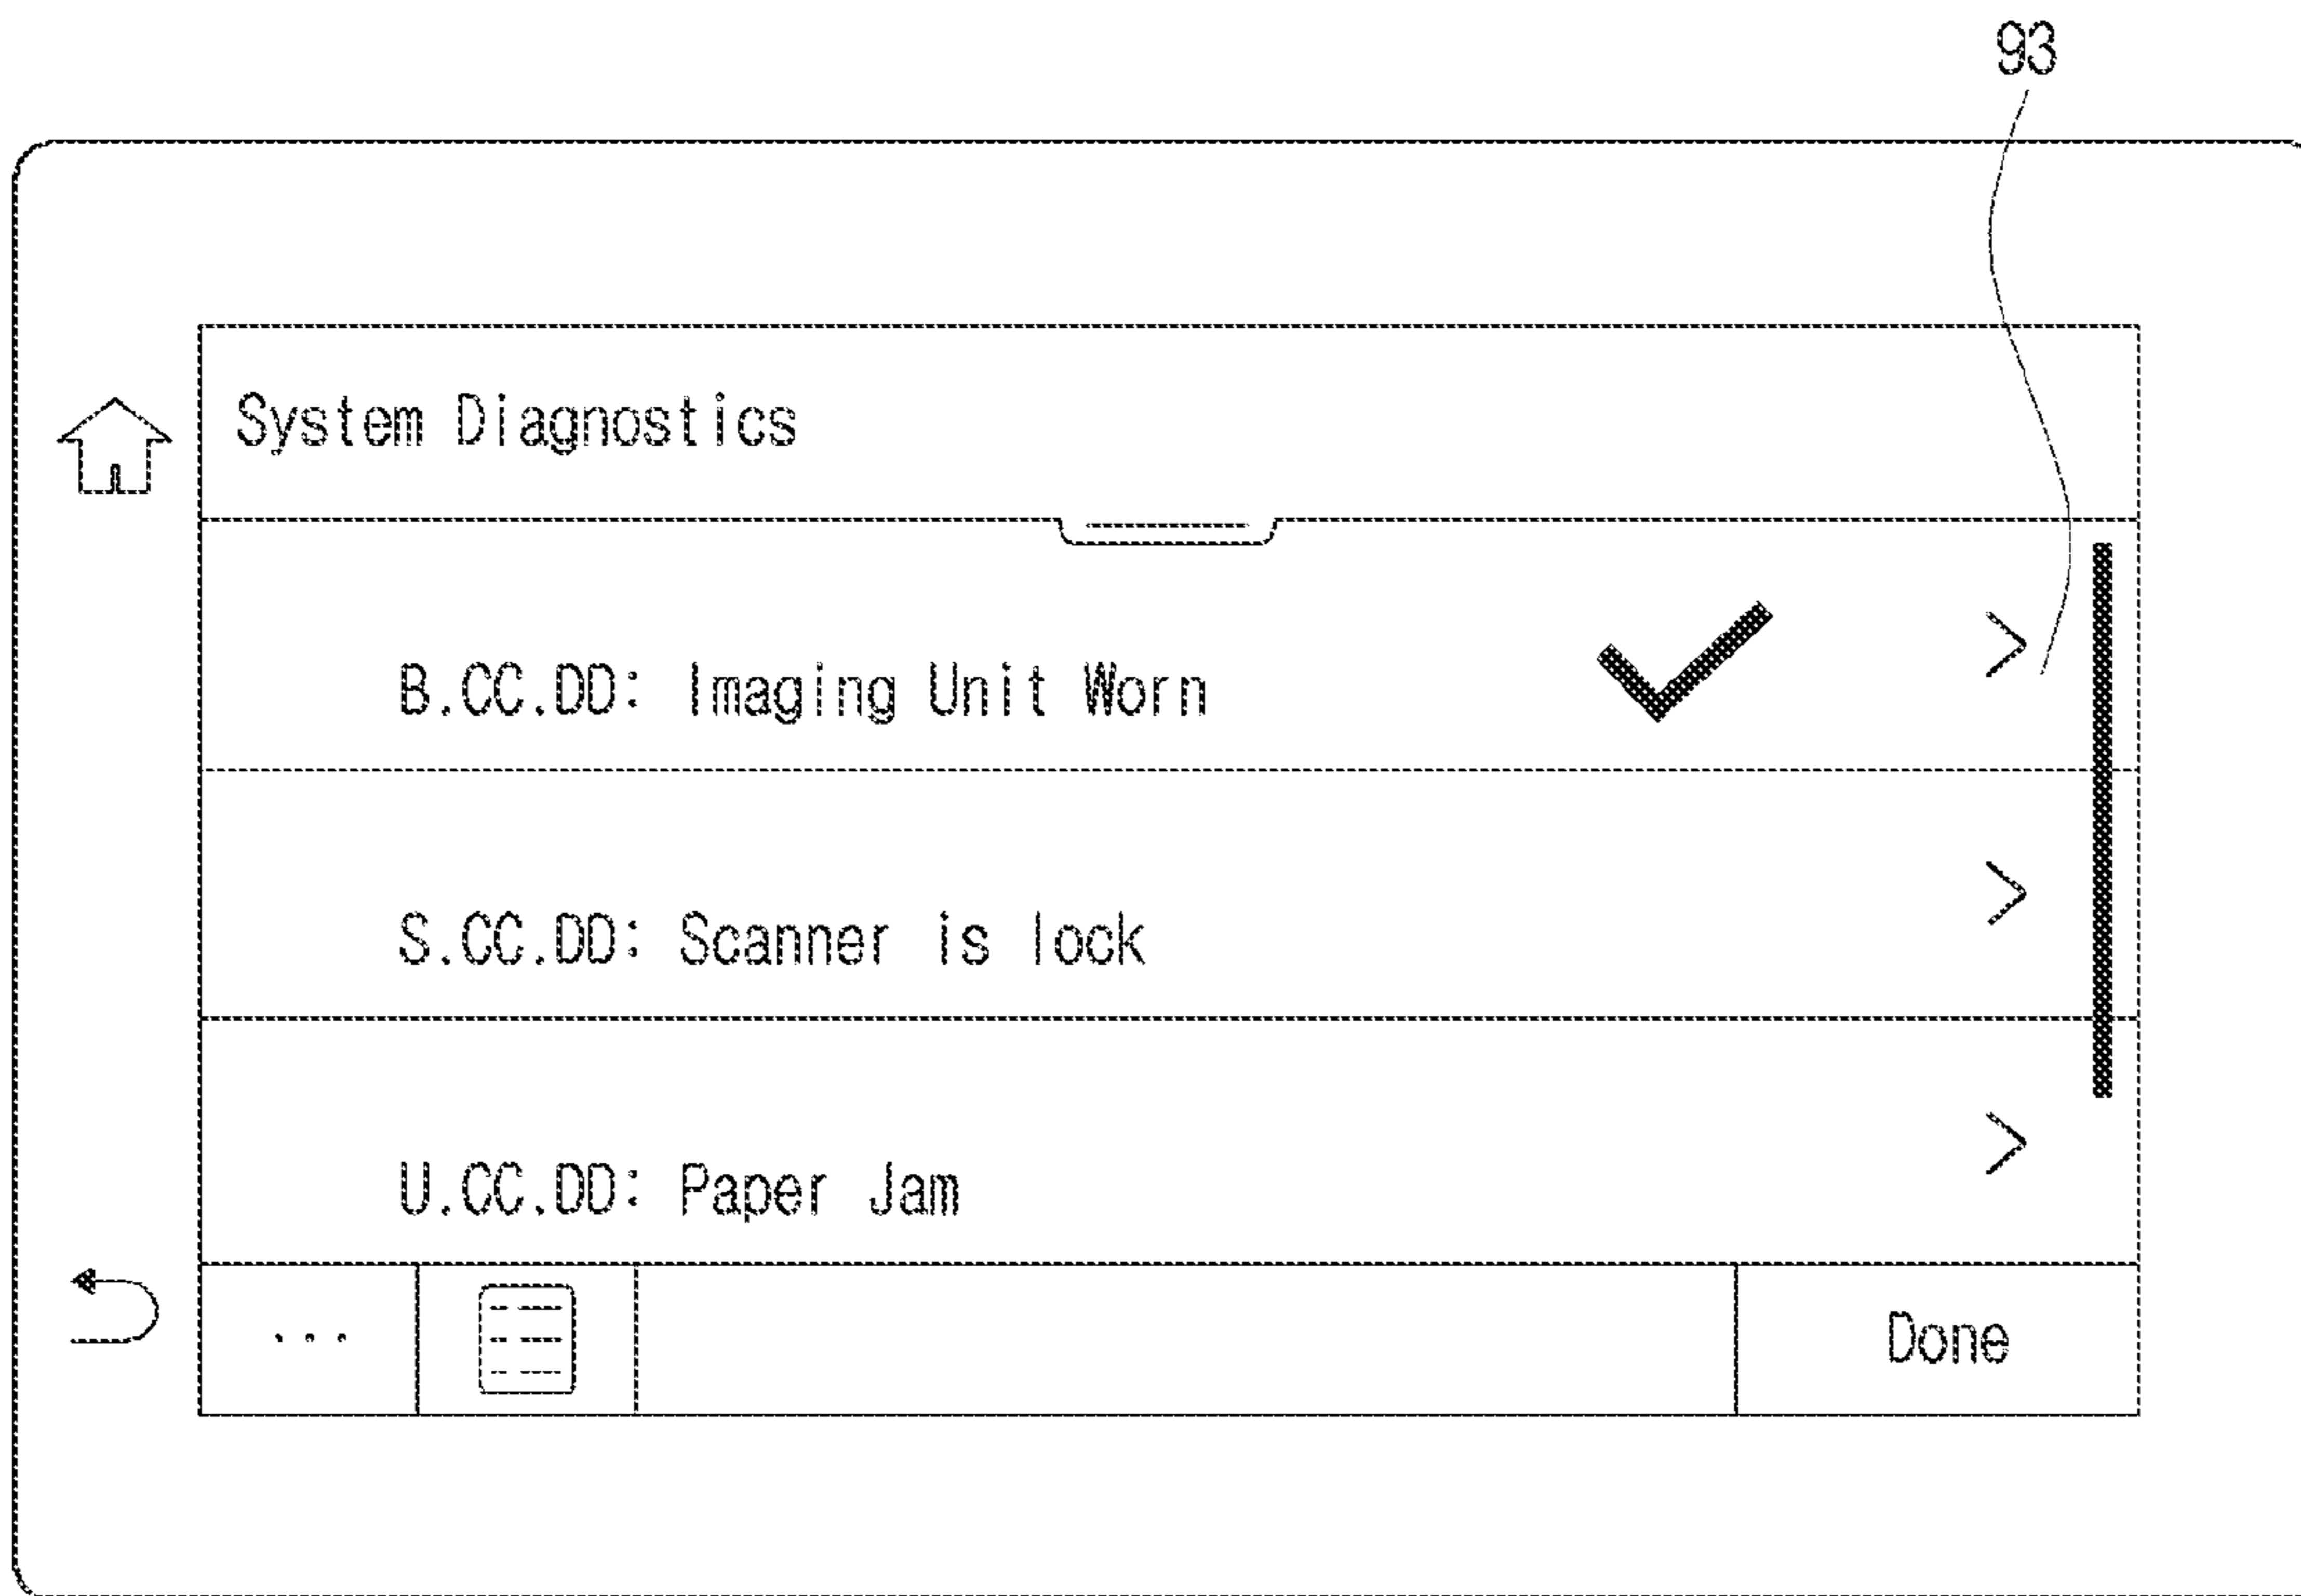 93
System Diagnostics
B.CC.DD: Imaging Unit Worn
S.CC.DD: Scanner is lock
U.CC.DD: Paper Jam
... Done